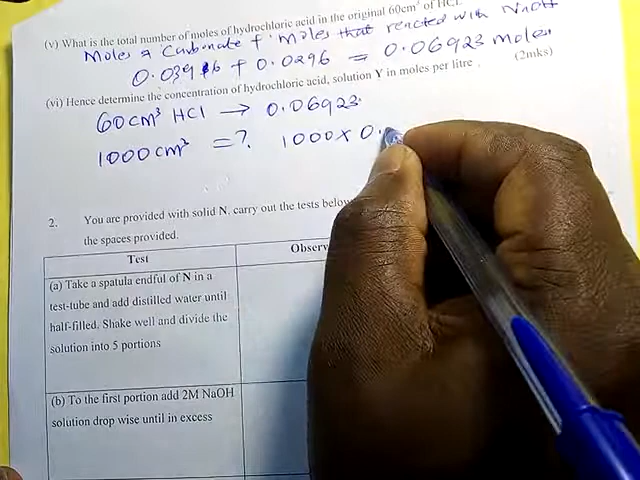 (v) What is the total number of moles of hydrochloric acid in the original 60cm³ of HCl
Moles of Carbonate + Moles that reacted with NaOH
0.03916 + 0.0296 = 0.06923 moles
(vi) Hence determine the concentration of hydrochloric acid, solution Y in moles per litre. (2mks)
60cm³ HCl → 0.06923.
1000cm³ =?. 1000 x 0.
2. You are provided with solid N, carry out the tests below
the spaces provided.
Test Observ
(a) Take a spatula endful of N in a
test-tube and add distilled water until
half-filled. Shake well and divide the
solution into 5 portions
(b) To the first portion add 2M NaOH
solution drop wise until in excess